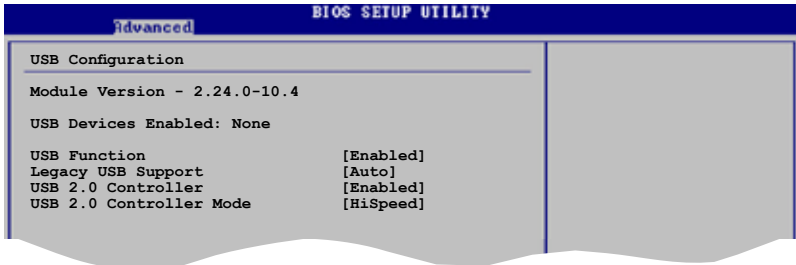 BIOS SETUP UTILITY
Advanced
USB Configuration
Module Version - 2.24.0-10.4
USB Devices Enabled: None
USB Function [Enabled]
Legacy USB Support [Auto]
USB 2.0 Controller [Enabled]
USB 2.0 Controller Mode [HiSpeed]